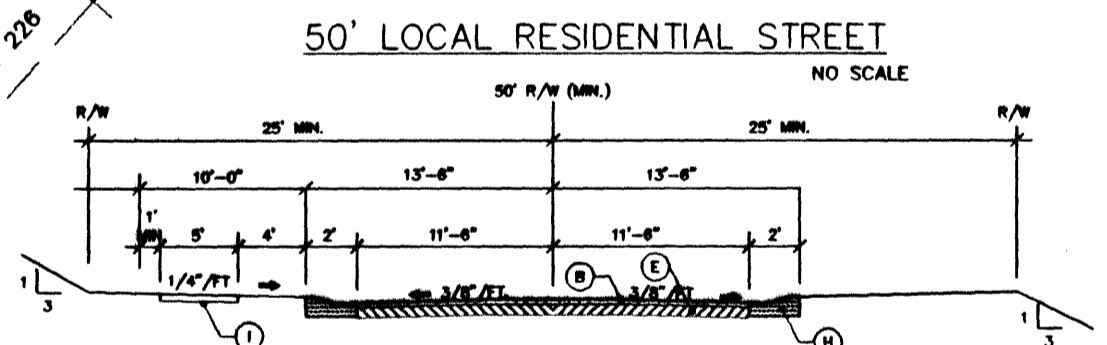 226
50' LOCAL RESIDENTIAL STREET
NO SCALE
50' R/W (MIN.)
R/W
R/W
25' MIN.
25' MIN.
10'-0"
13'-6"
13'-6"
1'
MIN
5'
4'
2'
11'-6"
11'-6"
2'
1/4"/FT
B
E
3/8"/FT.
3/8"/FT
1
3
1
3
I
H